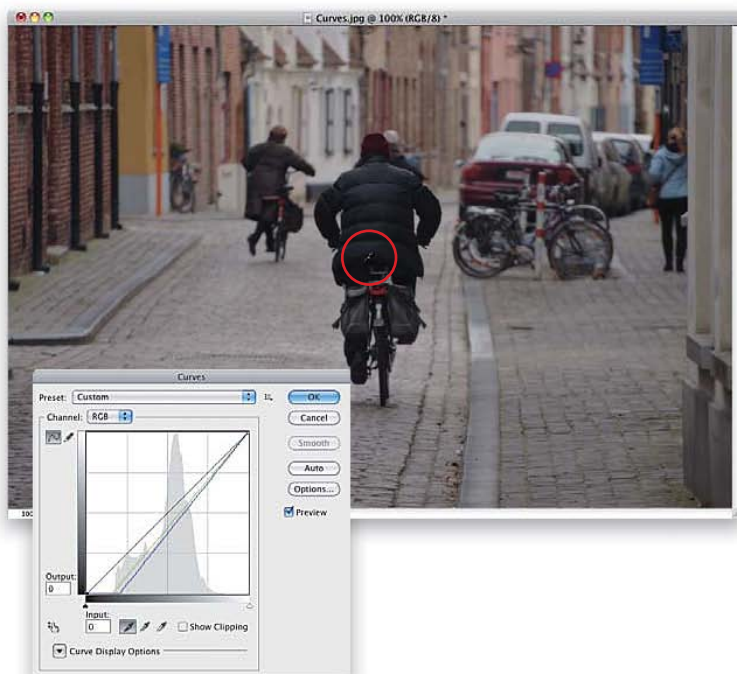 Curves.jpg @ 100% (RGB/8) *
Curves
Preset: Custom
OK
Channel: RGB
Cancel
Smooth
Auto
Options...
Preview
Output:
0
Input:
0
Show Clipping
Curve Display Options